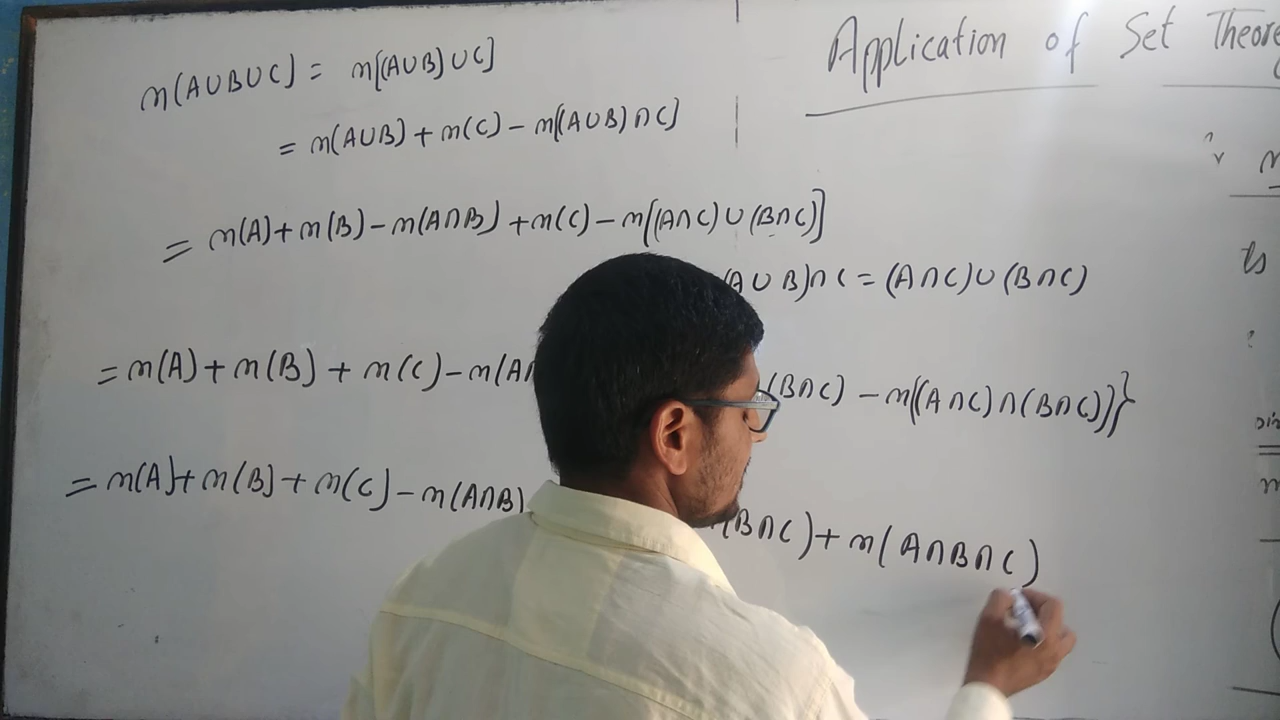 Application of Set Theory
n(A∪B∪C) = n[(A∪B)∪C]
= n(A∪B) + n(C) - n[(A∪B)∩C]
= n(A) + n(B) - n(A∩B) + n(C) - n[(A∩C)∪(B∩C)]
(A∪B)∩C = (A∩C)∪(B∩C)
= n(A) + n(B) + n(C) - n(A∩ (B∩C) - n((A∩C)∩(B∩C))}
= n(A) + n(B) + n(C) - n(A∩B) (B∩C) + n(A∩B∩C)